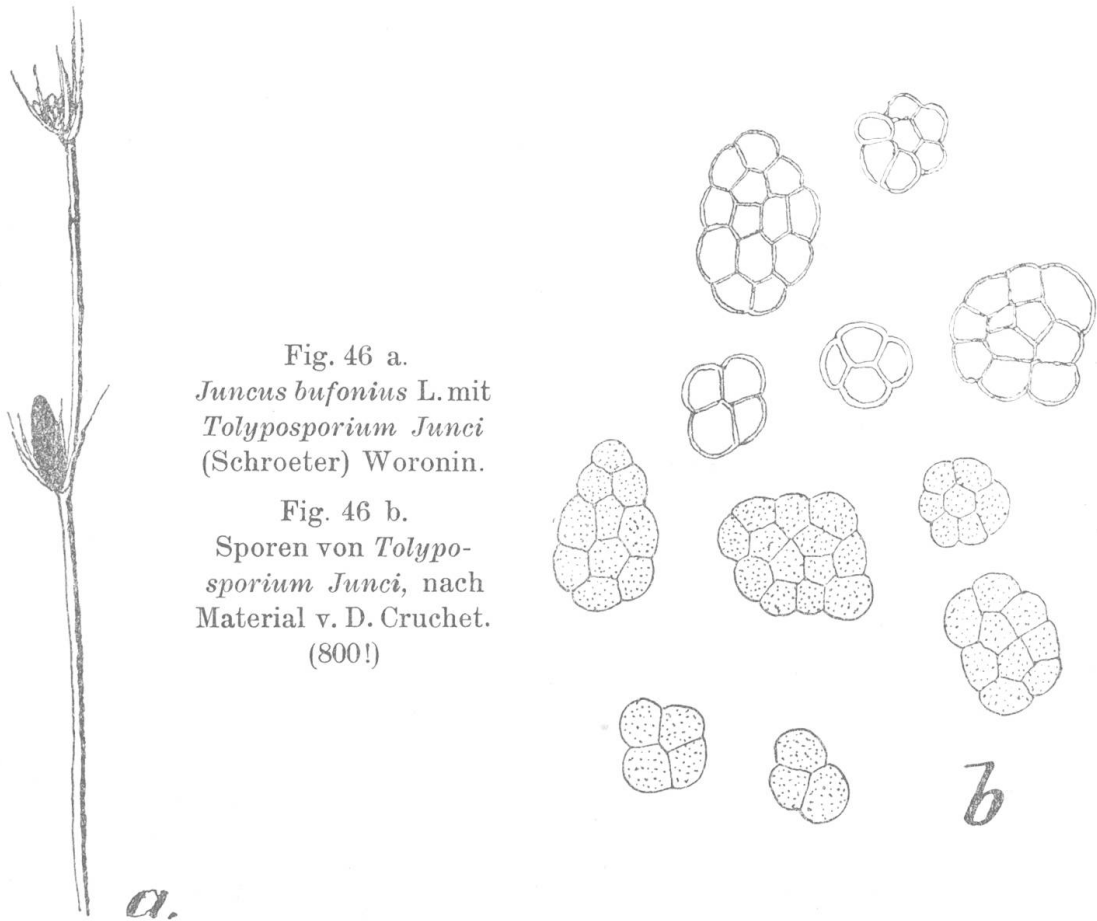 Fig. 46 a.
Juncus bufonius L. mit
Tolyposporium Junci
(Schroeter) Woronin.
Fig. 46 b.
Sporen von Tolypo-
sporium Junci, nach
Material v. D. Cruchet.
(800!)
a.
b